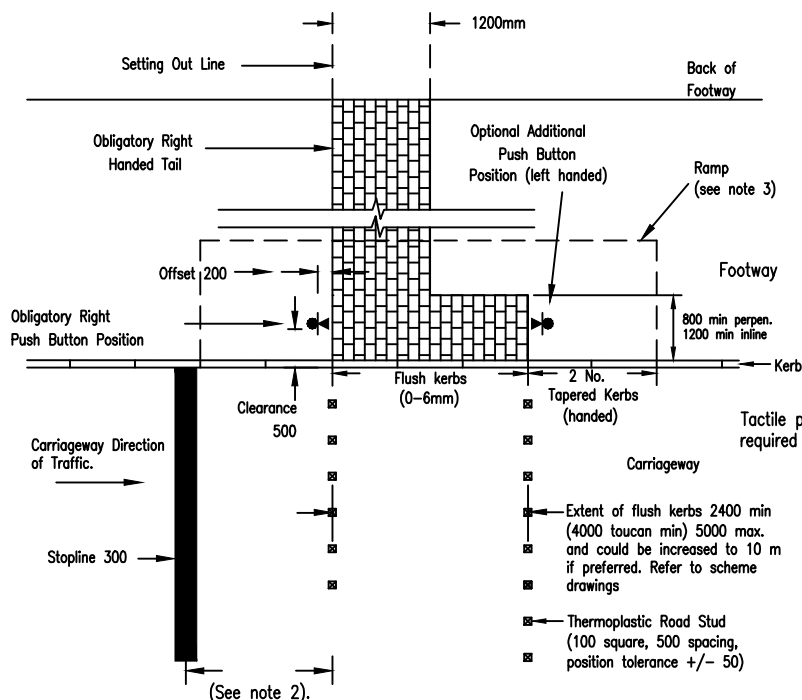 1200mm
Setting Out Line
Back of
Footway
Obligatory Right
Handed Tail
Optional Additional
Push Button
Position (left handed)
Ramp
(see note 3)
Offset 200
Footway
Obligatory Right
Push Button Position
800 min perpen.
1200 min inline
Kerb
Flush kerbs
(0-6mm)
2 No.
Tapered Kerbs
(handed)
Clearance
500
Tactile p
required
Carriageway Direction
of Traffic.
Carriageway
Extent of flush kerbs 2400 min
(4000 toucan min) 5000 max.
and could be increased to 10 m
if preferred. Refer to scheme
drawings
Stopline 300
Thermoplastic Road Stud
(100 square, 500 spacing,
position tolerance +/- 50)
(See note 2).